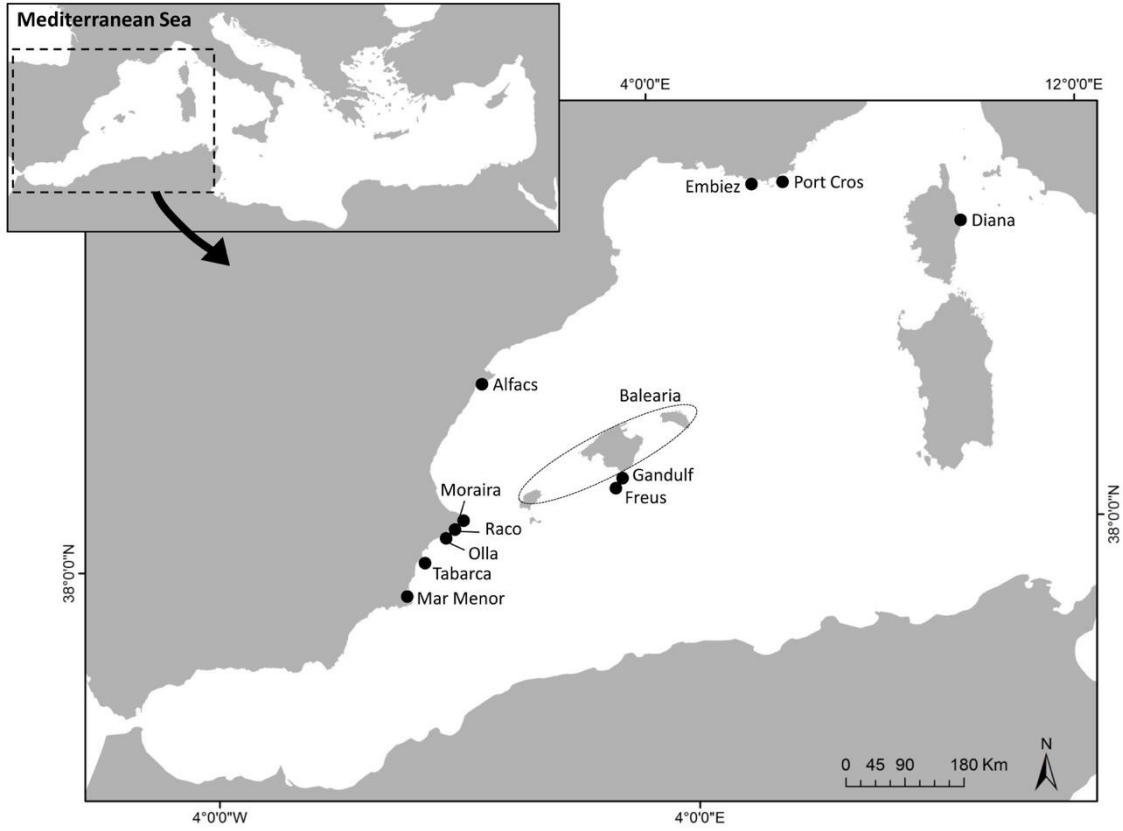 Mediterranean Sea
4°0'0"E
12°0'0"E
Embiez
Port Cros
Diana
Alfacs
Balearia
Gandulf
Freus
Moraira
Raco
Olla
Tabarca
Mar Menor
38°0'0"N
38°0'0"N
N
0 45 90 180 Km
4°0'0"W
4°0'0"E